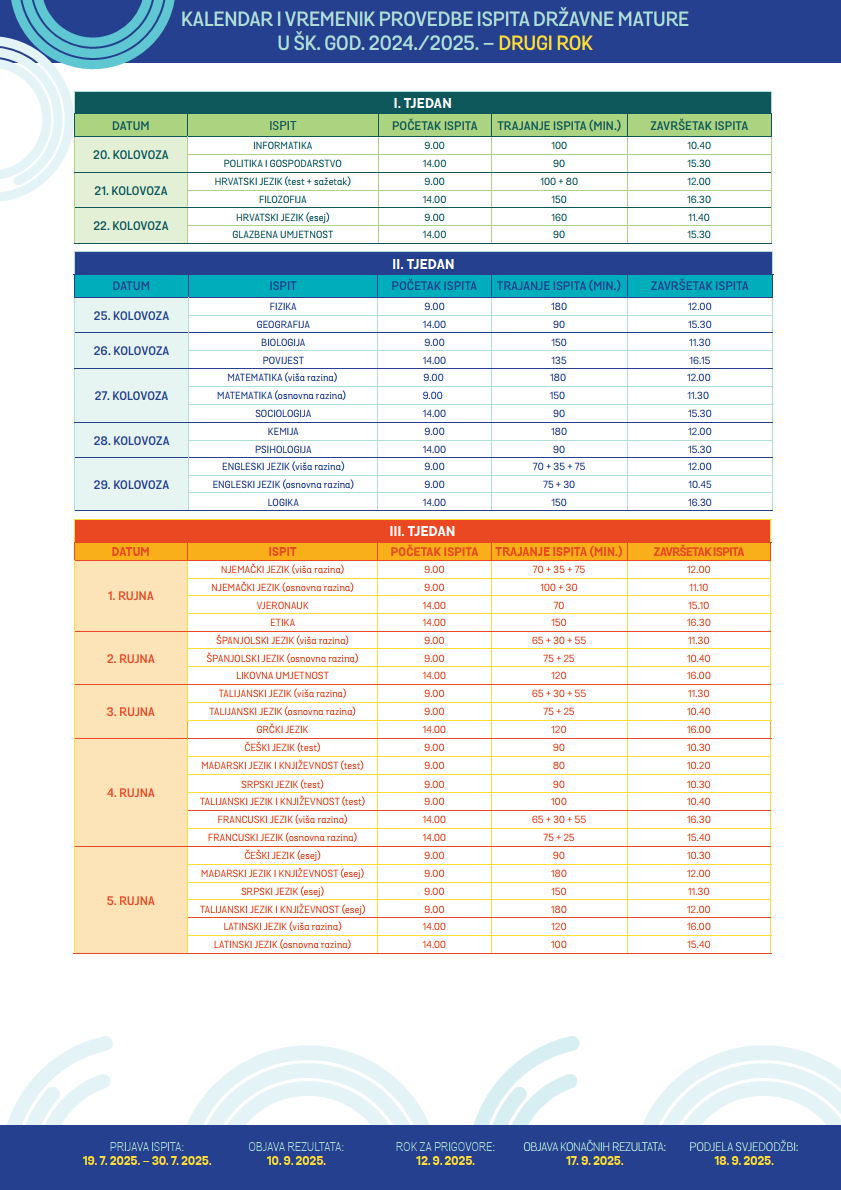 KALENDAR I VREMENIK PROVEDBE ISPITA DRŽAVNE MATURE
U ŠK. GOD. 2024./2025. – DRUGI ROK
I. TJEDAN
DATUM ISPIT POČETAK ISPITA TRAJANJE ISPITA (MIN.) ZAVRŠETAK ISPITA
20. KOLOVOZA
INFORMATIKA 9.00 100 10.40
POLITIKA I GOSPODARSTVO 14.00 90 15.30
21. KOLOVOZA
HRVATSKI JEZIK (test + sažetak) 9.00 100 + 80 12.00
FILOZOFIJA 14.00 150 16.30
22. KOLOVOZA
HRVATSKI JEZIK (esej) 9.00 160 11.40
GLAZBENA UMJETNOST 14.00 90 15.30
II. TJEDAN
DATUM ISPIT POČETAK ISPITA TRAJANJE ISPITA (MIN.) ZAVRŠETAK ISPITA
25. KOLOVOZA
FIZIKA 9.00 180 12.00
GEOGRAFIJA 14.00 90 15.30
26. KOLOVOZA
BIOLOGIJA 9.00 150 11.30
POVIJEST 14.00 135 16.15
27. KOLOVOZA
MATEMATIKA (viša razina) 9.00 180 12.00
MATEMATIKA (osnovna razina) 9.00 150 11.30
SOCIOLOGIJA 14.00 90 15.30
28. KOLOVOZA
KEMIJA 9.00 180 12.00
PSIHOLOGIJA 14.00 90 15.30
29. KOLOVOZA
ENGLESKI JEZIK (viša razina) 9.00 70 + 35 + 75 12.00
ENGLESKI JEZIK (osnovna razina) 9.00 75 + 30 10.45
LOGIKA 14.00 150 16.30
III. TJEDAN
DATUM ISPIT POČETAK ISPITA TRAJANJE ISPITA (MIN.) ZAVRŠETAK ISPITA
1. RUJNA
NJEMAČKI JEZIK (viša razina) 9.00 70 + 35 + 75 12.00
NJEMAČKI JEZIK (osnovna razina) 9.00 100 + 30 11.10
VJERONAUK 14.00 70 15.10
ETIKA 14.00 150 16.30
2. RUJNA
ŠPANJOLSKI JEZIK (viša razina) 9.00 65 + 30 + 55 11.30
ŠPANJOLSKI JEZIK (osnovna razina) 9.00 75 + 25 10.40
LIKOVNA UMJETNOST 14.00 120 16.00
3. RUJNA
TALIJANSKI JEZIK (viša razina) 9.00 65 + 30 + 55 11.30
TALIJANSKI JEZIK (osnovna razina) 9.00 75 + 25 10.40
GRČKI JEZIK 14.00 120 16.00
4. RUJNA
ČEŠKI JEZIK (test) 9.00 90 10.30
MAĐARSKI JEZIK I KNJIŽEVNOST (test) 9.00 80 10.20
SRPSKI JEZIK (test) 9.00 90 10.30
TALIJANSKI JEZIK I KNJIŽEVNOST (test) 9.00 100 10.40
FRANCUSKI JEZIK (viša razina) 14.00 65 + 30 + 55 16.30
FRANCUSKI JEZIK (osnovna razina) 14.00 75 + 25 15.40
5. RUJNA
ČEŠKI JEZIK (esej) 9.00 90 10.30
MAĐARSKI JEZIK I KNJIŽEVNOST (esej) 9.00 180 12.00
SRPSKI JEZIK (esej) 9.00 150 11.30
TALIJANSKI JEZIK I KNJIŽEVNOST (esej) 9.00 180 12.00
LATINSKI JEZIK (viša razina) 14.00 120 16.00
LATINSKI JEZIK (osnovna razina) 14.00 100 15.40
PRIJAVA ISPITA: OBJAVA REZULTATA: ROK ZA PRIGOVORE: OBJAVA KONAČNIH REZULTATA: PODJELA SVJEDODŽBI:
19. 7. 2025. – 30. 7. 2025. 10. 9. 2025. 12. 9. 2025. 17. 9. 2025. 18. 9. 2025.